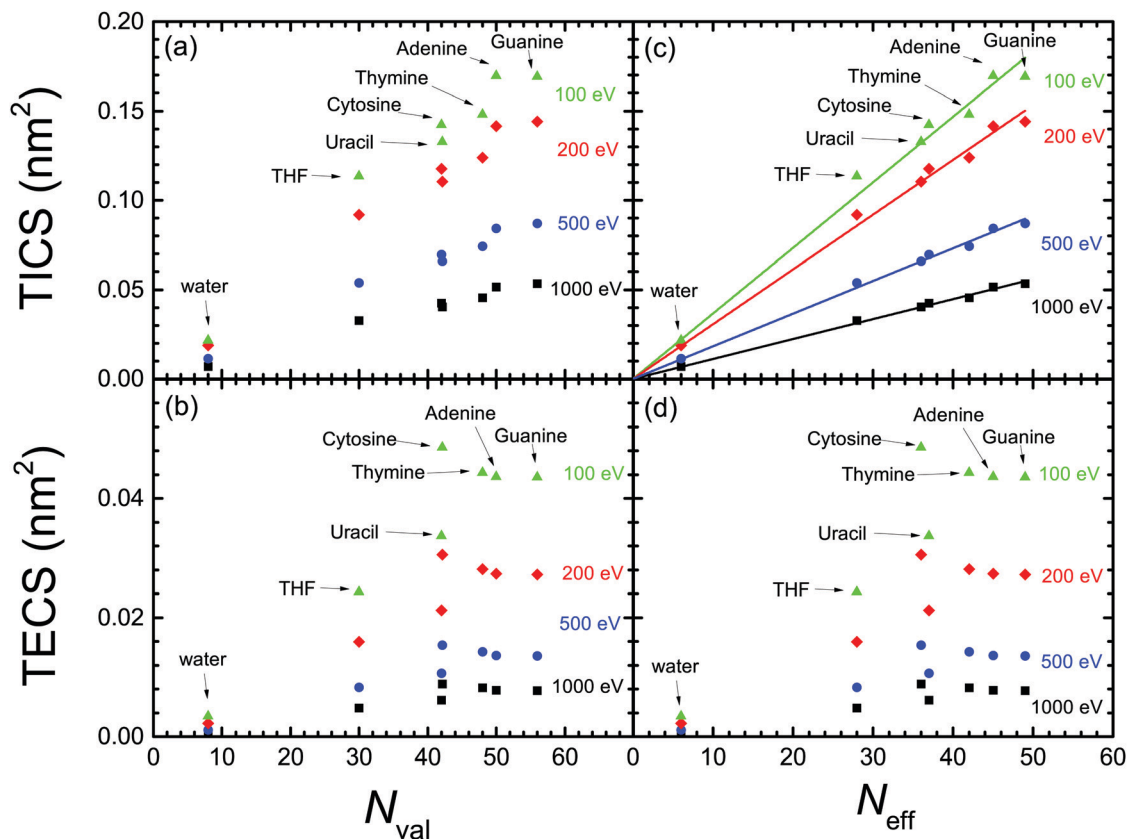 TICS (nm²)
0.20
0.15
0.10
0.05
0.00
(a)
Adenine
Guanine
Thymine
100 eV
Cytosine
Uracil
200 eV
THF
500 eV
1000 eV
water
(c)
Adenine
Guanine
100 eV
Thymine
Cytosine
Uracil
200 eV
THF
500 eV
water
1000 eV
TECS (nm²)
0.04
0.02
0.00
(b)
Adenine
Cytosine
Guanine
Thymine
100 eV
Uracil
200 eV
THF
500 eV
water
1000 eV
0 10 20 30 40 50 60
N_val
(d)
Adenine
Cytosine
Guanine
Thymine
100 eV
Uracil
200 eV
THF
500 eV
water
1000 eV
0 10 20 30 40 50 60
N_eff